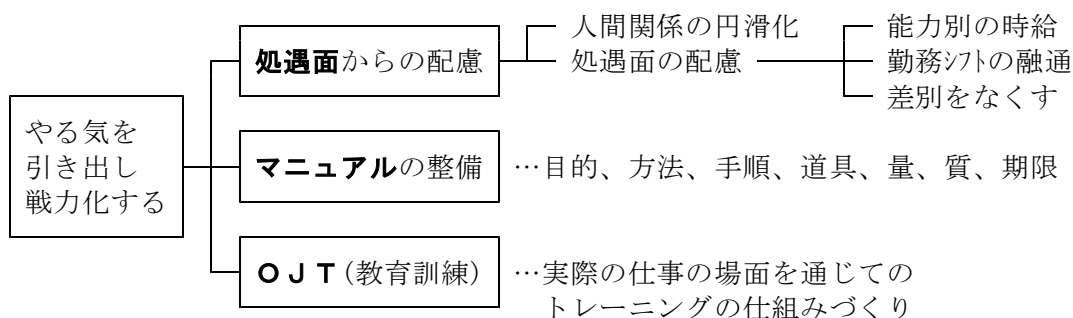 やる気を
引き出し
戦力化する
処遇面からの配慮
人間関係の円滑化
処遇面の配慮
能力別の時給
勤務ｼﾌﾄの融通
差別をなくす
マニュアルの整備
…目的、方法、手順、道具、量、質、期限
ＯＪＴ(教育訓練)
…実際の仕事の場面を通じての
トレーニングの仕組みづくり